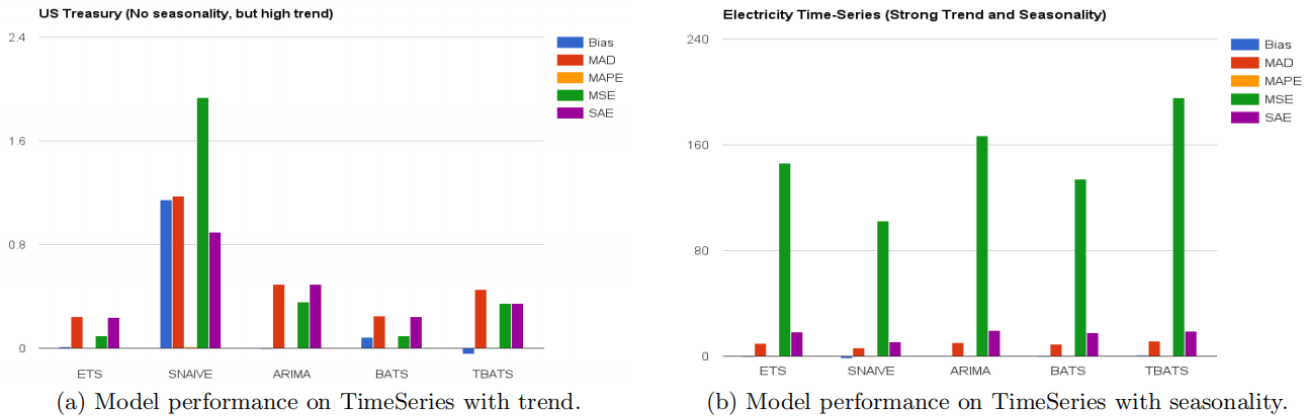 US Treasury (No seasonality, but high trend)
2.4
1.6
0.8
0
Bias
MAD
MAPE
MSE
SAE
ETS SNAIVE ARIMA BATS TBATS
(a) Model performance on TimeSeries with trend.
Electricity Time-Series (Strong Trend and Seasonality)
240
160
80
0
Bias
MAD
MAPE
MSE
SAE
ETS SNAIVE ARIMA BATS TBATS
(b) Model performance on TimeSeries with seasonality.